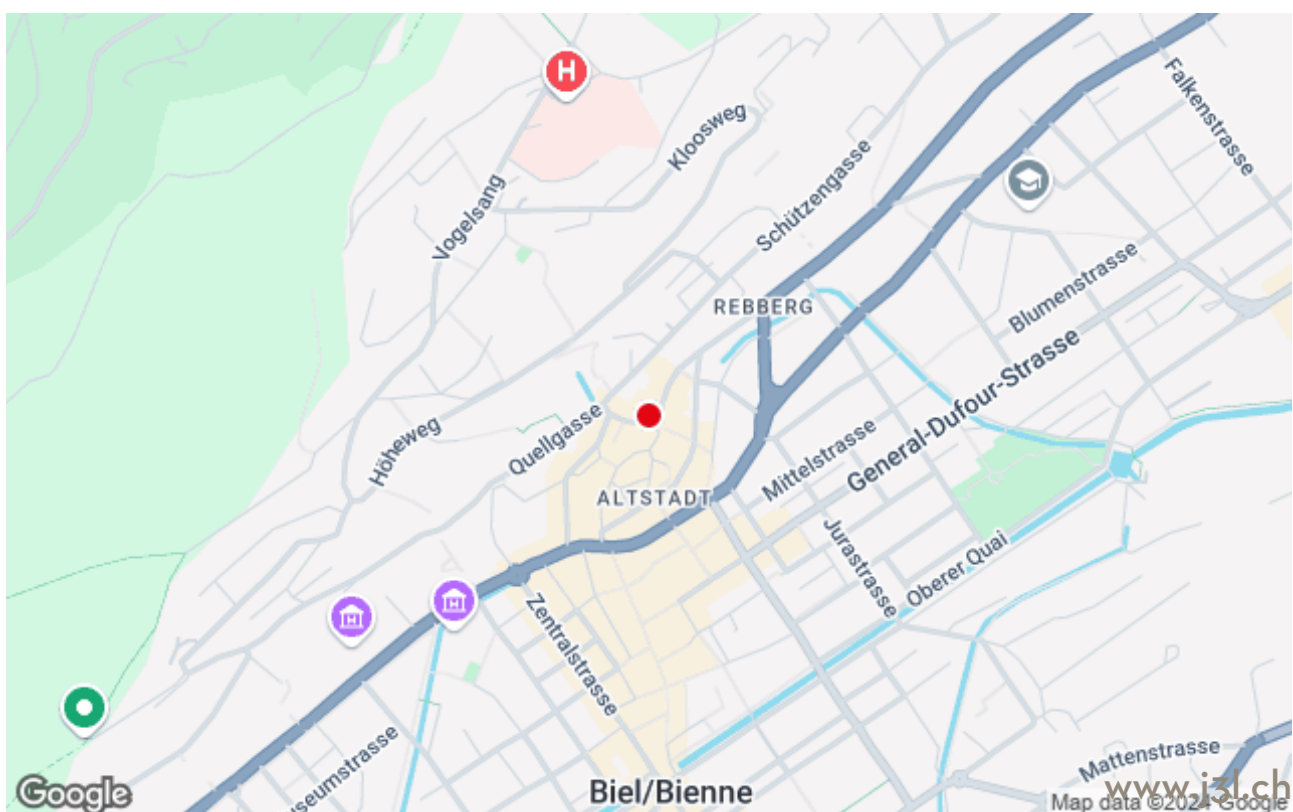 H
Falkenstrasse
Kloosweg
Schützengasse
Vogelsang
Blumenstrasse
REBBERG
General-Dufour-Strasse
Höheweg
Quellgasse
Mittelstrasse
ALTSTADT
Jurastrasse
Oberer Quai
H
H
Zentralstrasse
useumstrasse
Mattenstrasse
Biel/Bienne
Google
www.j3l.ch
Map data ©2024 Google